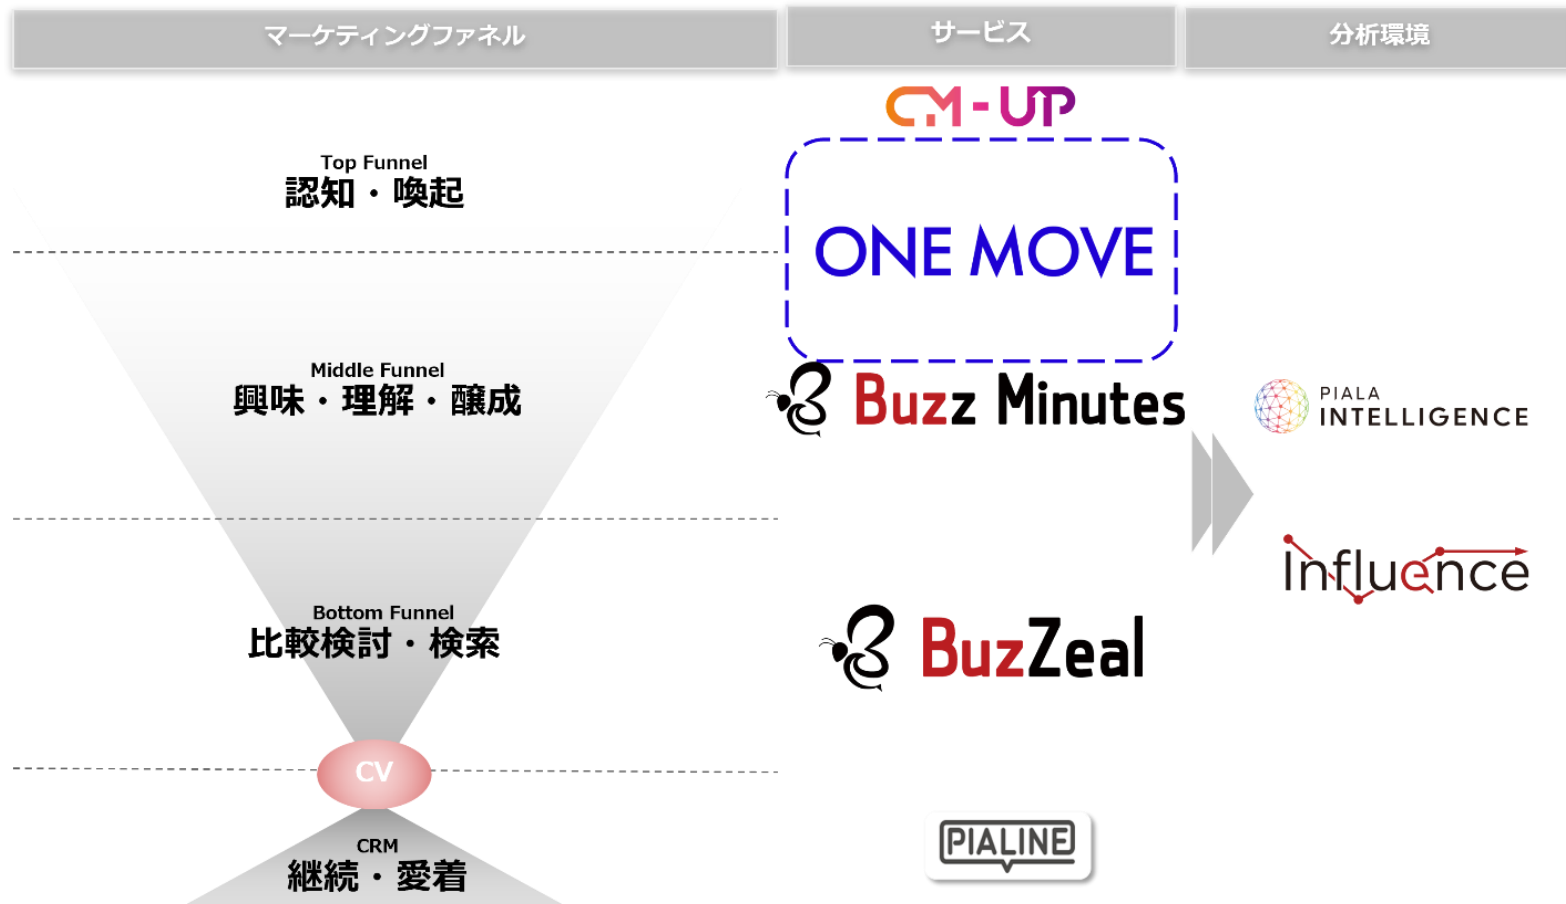 マーケティングファネル
サービス
分析環境
CM-UP
Top Funnel
認知・喚起
ONE MOVE
Middle Funnel
興味・理解・醸成
Buzz Minutes
PIALA
INTELLIGENCE
Influence
Bottom Funnel
比較検討・検索
BuzZeal
CV
PIALINE
CRM
継続・愛着